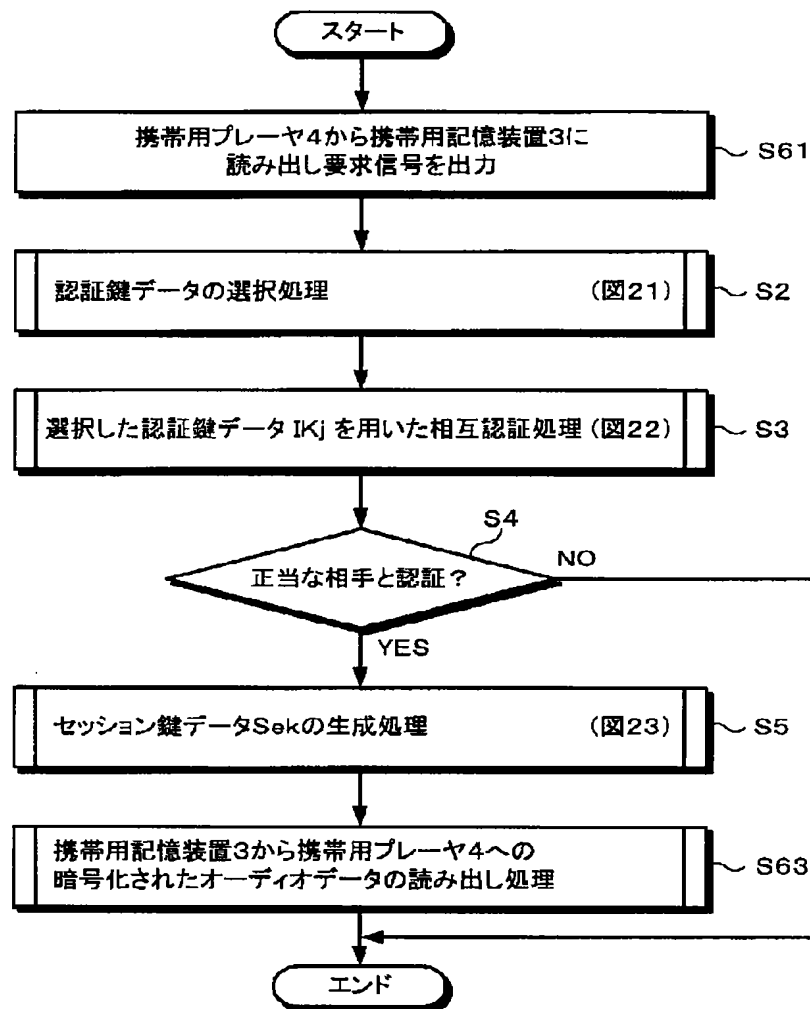 スタート
携帯用プレーヤ4から携帯用記憶装置3に
読み出し要求信号を出力
S61
認証鍵データの選択処理 (図21)
S2
選択した認証鍵データ IKj を用いた相互認証処理 (図22)
S3
S4
正当な相手と認証?
NO
YES
セッション鍵データSekの生成処理 (図23)
S5
携帯用記憶装置3から携帯用プレーヤ4への
暗号化されたオーディオデータの読み出し処理
S63
エンド